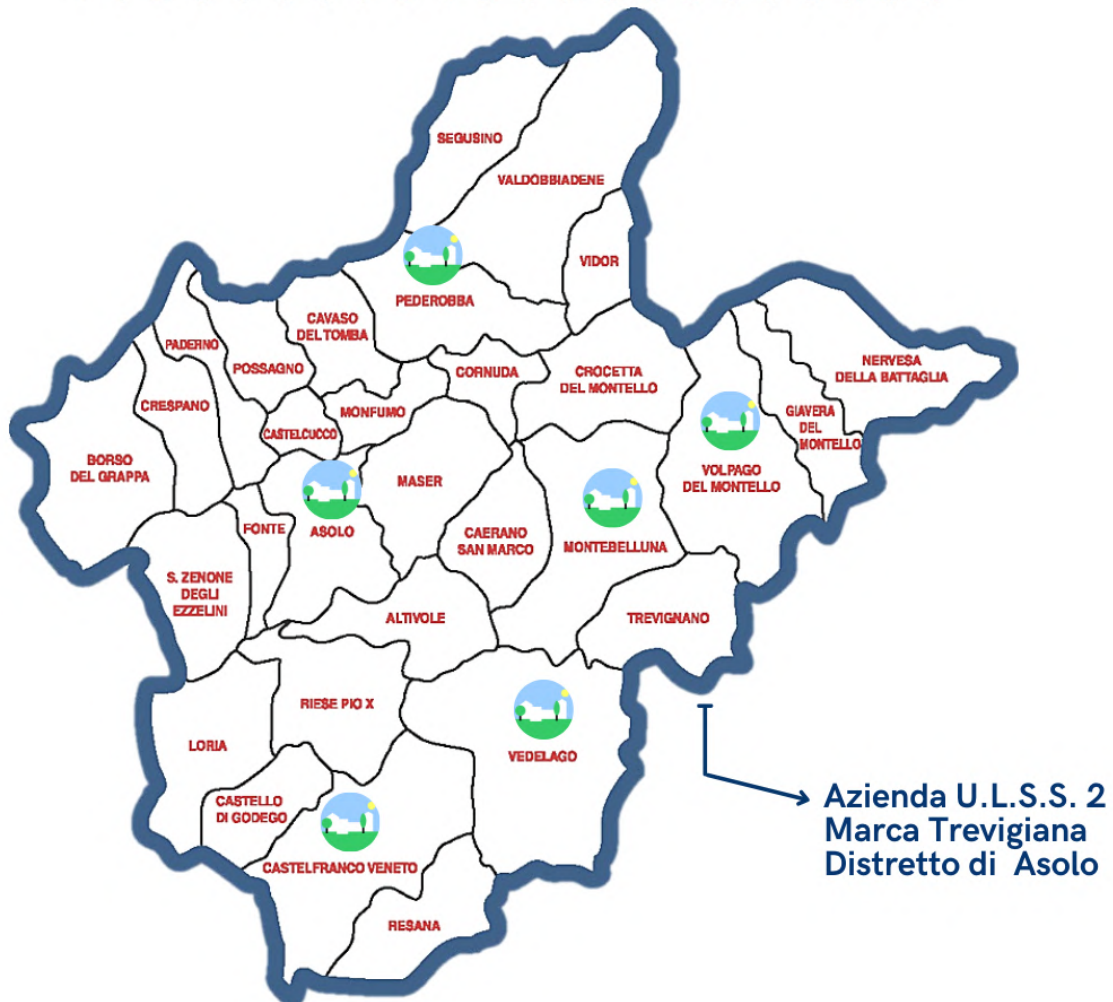 SEGUSINO
VALDOBBIADENE
VIDOR
PEDEROBBA
CAVASO
DEL TOMBA
PADERNO
POSSAGNO
CORNUDA
CROCETTA
DEL MONTELLO
NERVESA
DELLA BATTAGLIA
CRESPANO
MONFUMO
CASTELCUCCO
GIAVERA
DEL
MONTELLO
BORSO
DEL GRAPPA
MASER
VOLPAGO
DEL MONTELLO
FONTE
ASOLO
CAERANO
SAN MARCO
MONTEBELLUNA
S. ZENONE
DEGLI
EZZELINI
ALTIVOLE
TREVIGNANO
RIESE PIO X
LORIA
VEDELAGO
CASTELLO
DI GODEGO
CASTELFRANCO VENETO
RESANA
Azienda U.L.S.S. 2
Marca Trevigiana
Distretto di Asolo